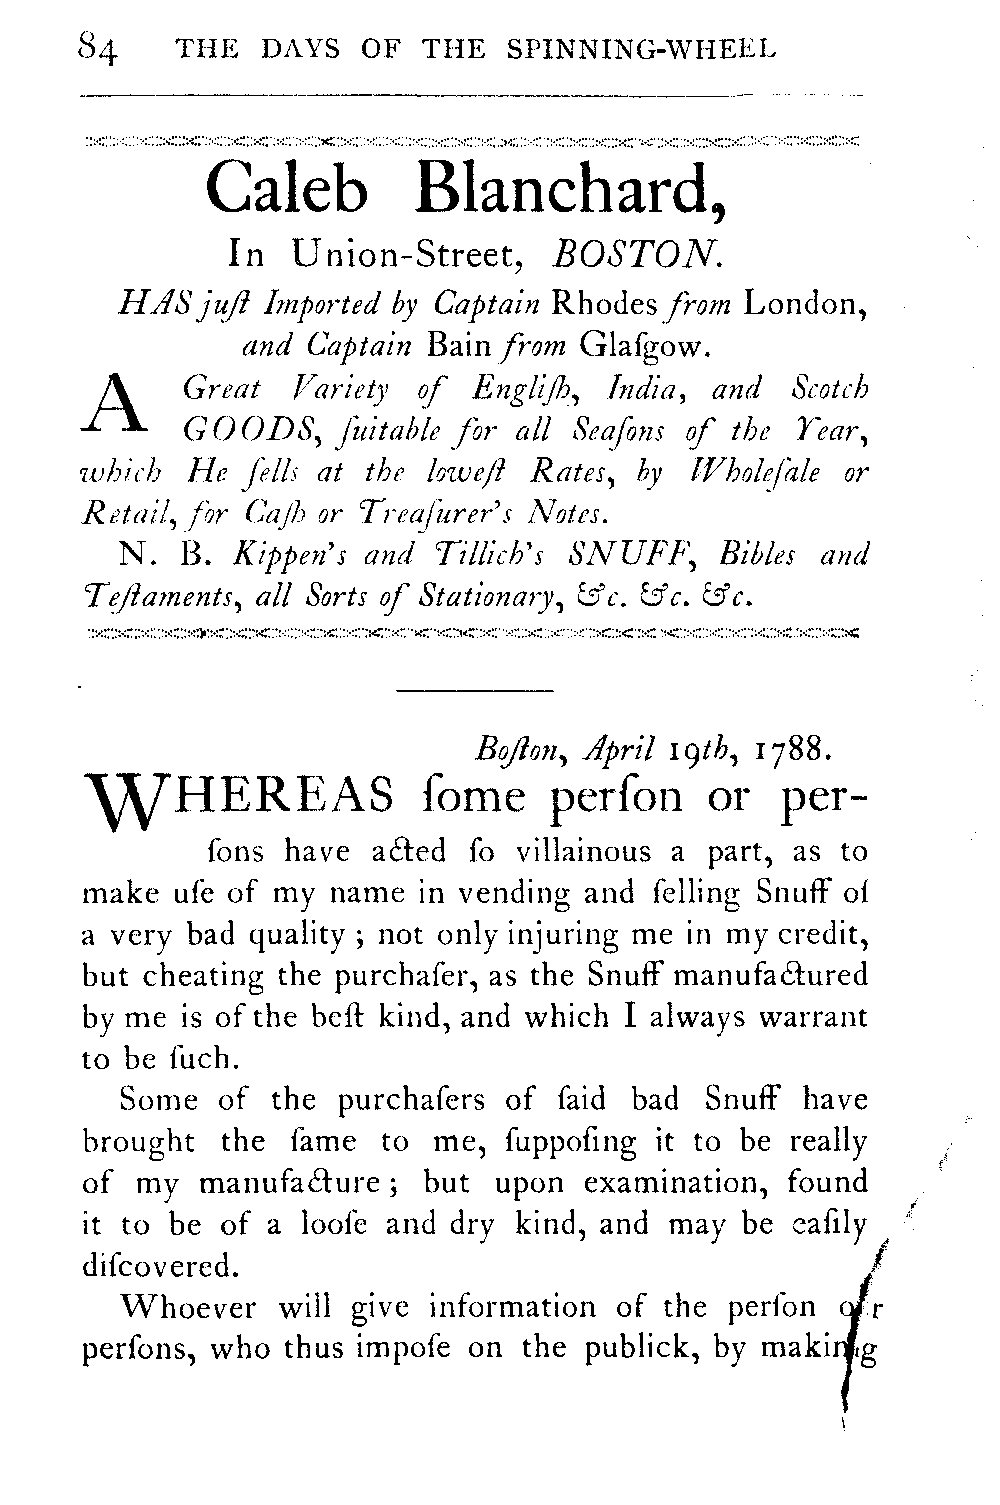 84 THE DAYS OF THE SPINNING-WHEEL
Caleb Blanchard,
In Union-Street, BOSTON.
HAS juſt Imported by Captain Rhodes from London,
and Captain Bain from Glaſgow.
A Great Variety of Engliſh, India, and Scotch
GOODS, ſuitable for all Seaſons of the Year,
which He ſells at the loweſt Rates, by Wholeſale or
Retail, for Caſh or Treaſurer's Notes.
N. B. Kippen's and Tillich's SNUFF, Bibles and
Teſtaments, all Sorts of Stationary, &c. &c. &c.
Boſton, April 19th, 1788.
WHEREAS ſome perſon or per-
ſons have acted ſo villainous a part, as to
make uſe of my name in vending and ſelling Snuff of
a very bad quality ; not only injuring me in my credit,
but cheating the purchaſer, as the Snuff manufactured
by me is of the beſt kind, and which I always warrant
to be ſuch.
Some of the purchaſers of ſaid bad Snuff have
brought the ſame to me, ſuppoſing it to be really
of my manufacture ; but upon examination, found
it to be of a looſe and dry kind, and may be eaſily
diſcovered.
Whoever will give information of the perſon or
perſons, who thus impoſe on the publick, by making